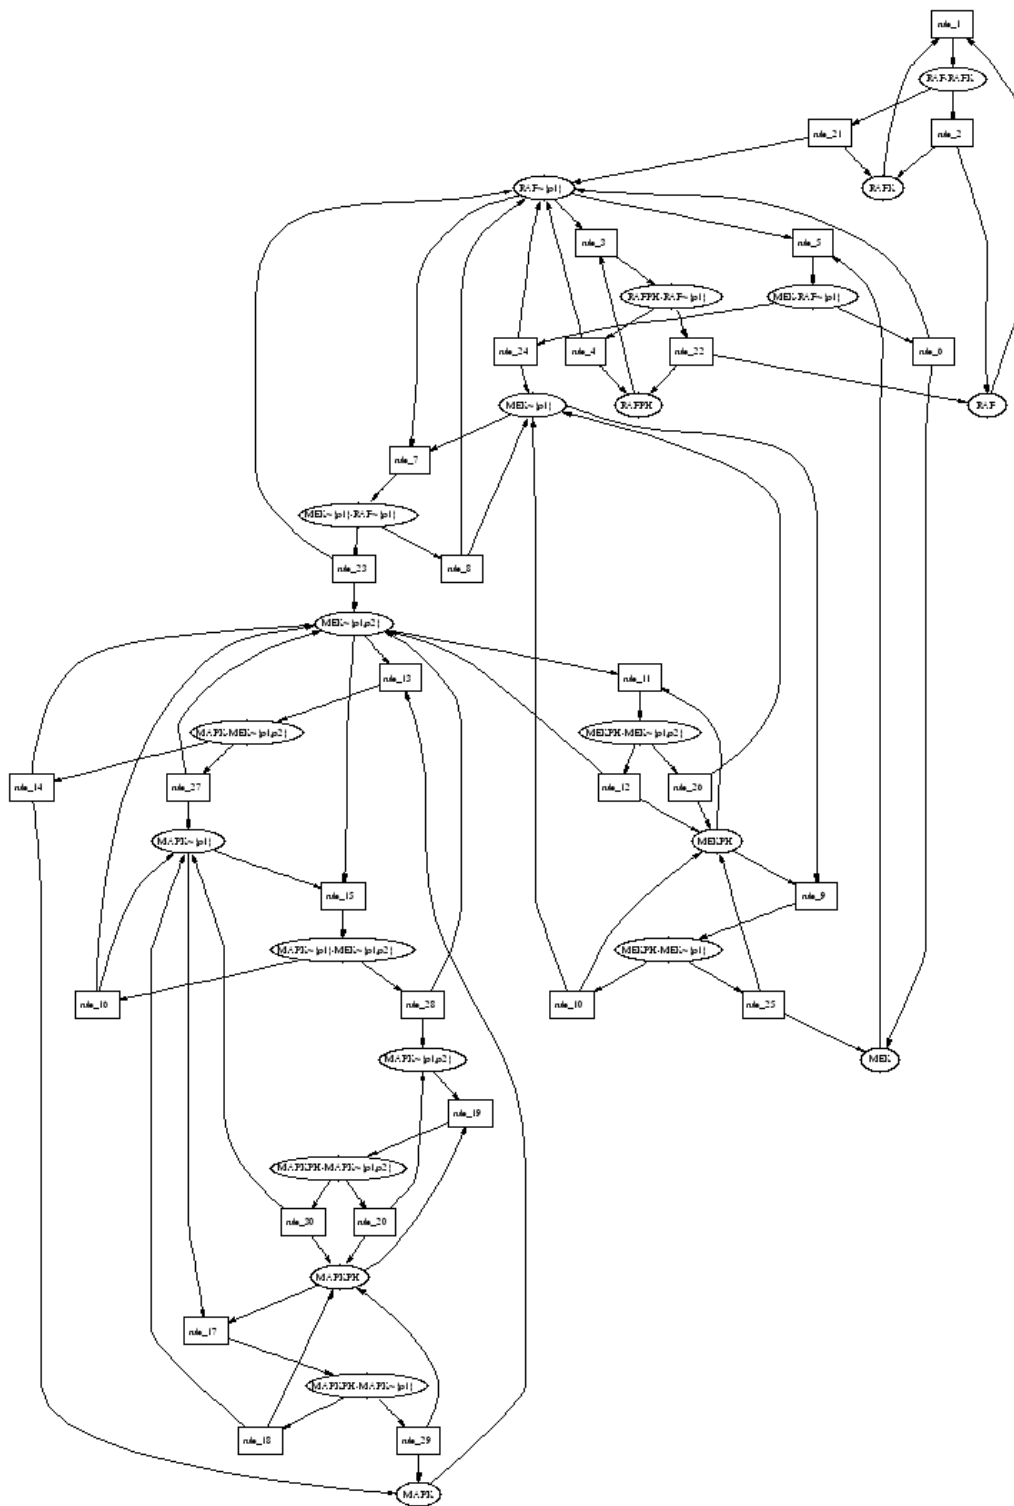 rule_1
RAF-RAFK
rule_21
rule_2
RAFK
RAF~{p1}
rule_3
rule_5
RAFPH-RAF~{p1}
MEK-RAF~{p1}
rule_24
rule_4
rule_22
rule_6
MEK~{p1}
RAFPH
RAF
rule_7
MEK~{p1}-RAF~{p1}
rule_23
rule_8
MEK~{p1,p2}
rule_13
rule_11
MAPK-MEK~{p1,p2}
MEKPH-MEK~{p1,p2}
rule_14
rule_27
rule_12
rule_26
MAPK~{p1}
MEKPH
rule_15
rule_9
MAPK~{p1}-MEK~{p1,p2}
MEKPH-MEK~{p1}
rule_16
rule_28
rule_10
rule_25
MAPK~{p1,p2}
MEK
rule_19
MAPKPH-MAPK~{p1,p2}
rule_30
rule_20
MAPKPH
rule_17
MAPKPH-MAPK~{p1}
rule_18
rule_29
MAPK